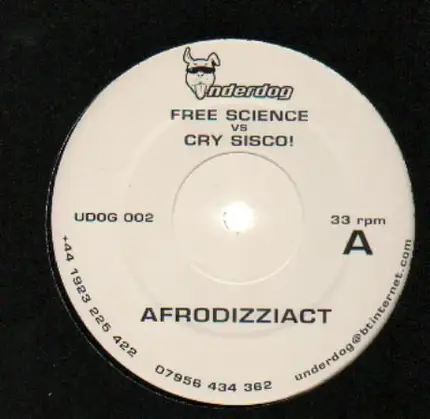 Underdog
FREE SCIENCE
VS
CRY SISCO!
UDOG 002
33 rpm
A
AFRODIZZIACT
+44 1923 225 422
07956 434 362
underdog@btinternet.com